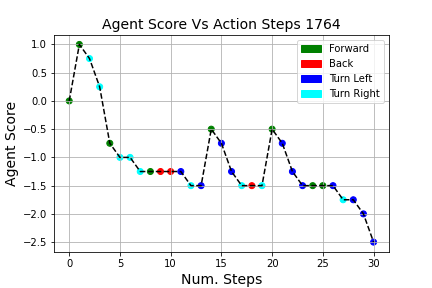 Agent Score Vs Action Steps 1764
Forward
Back
Turn Left
Turn Right
1.0
0.5
0.0
−0.5
−1.0
−1.5
−2.0
−2.5
Agent Score
0 5 10 15 20 25 30
Num. Steps